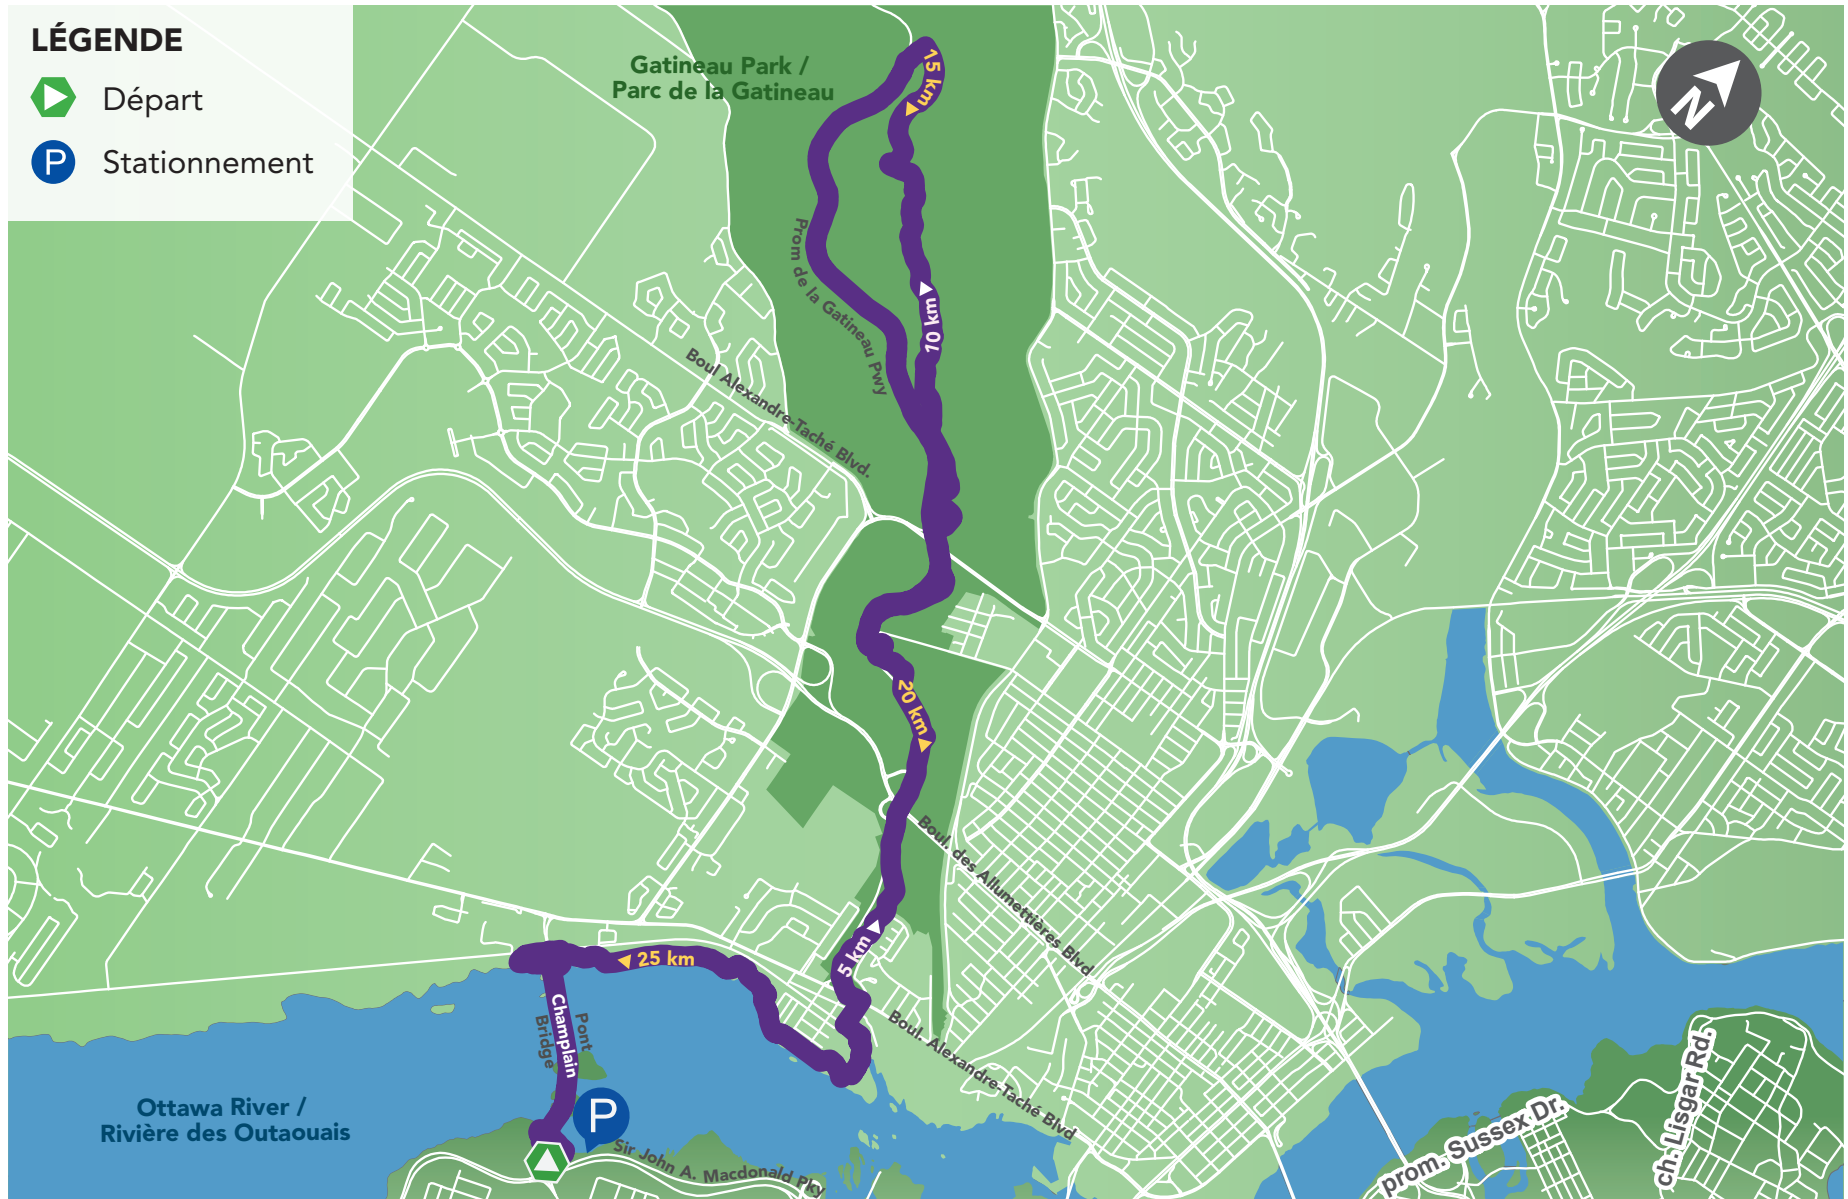 LÉGENDE
Départ
P
Stationnement
Gatineau Park /
Parc de la Gatineau
15 km
N
Prom de la Gatineau Pwy
10 km
Boul Alexandre-Taché Blvd.
20 km
Boul. des Allumettières Blvd
5 km
25 km
Pont
Champlain
Bridge
Boul. Alexandre-Taché Blvd
Ottawa River /
Rivière des Outaouais
P
Sir John A. Macdonald Pky
prom. Sussex Dr.
ch. Lisgar Rd.